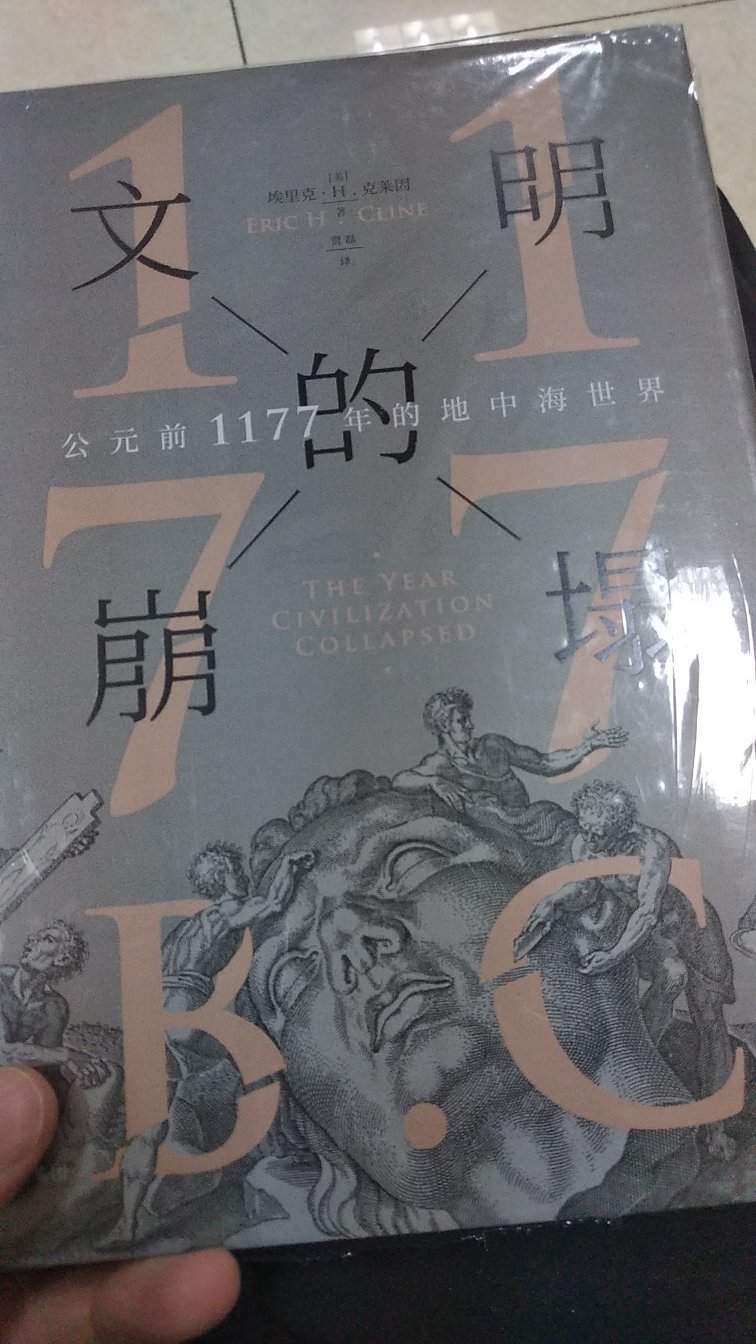 1177
B.C
文明的崩塌
[美]
埃里克·H.克莱因
著
ERIC H CLINE
贾磊
译
公元前1177年的地中海世界
THE YEAR
CIVILIZATION
COLLAPSED